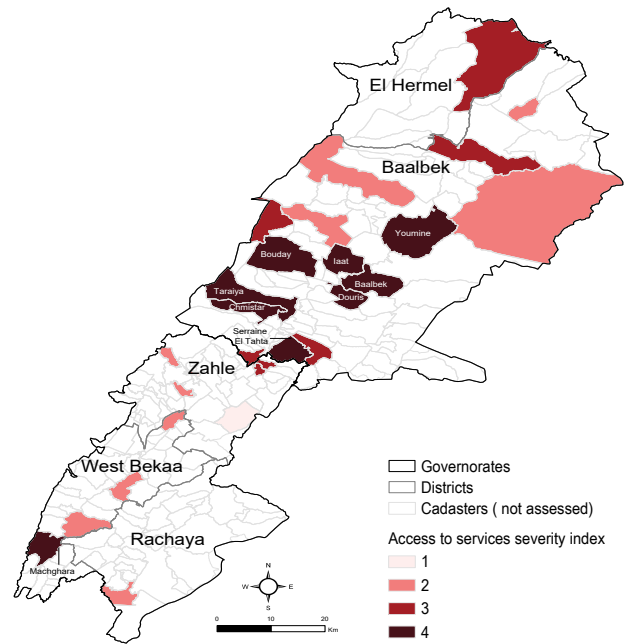 El Hermel
Baalbek
Youmine
Bouday
Iaat
Baalbek
Taraiya
Douris
Chmistar
Serraine
El Tahta
Zahle
West Bekaa
Rachaya
Machghara
Governorates
Districts
Cadasters ( not assessed)
Access to services severity index
1
2
3
4
N
W E
S
0 10 20
Km